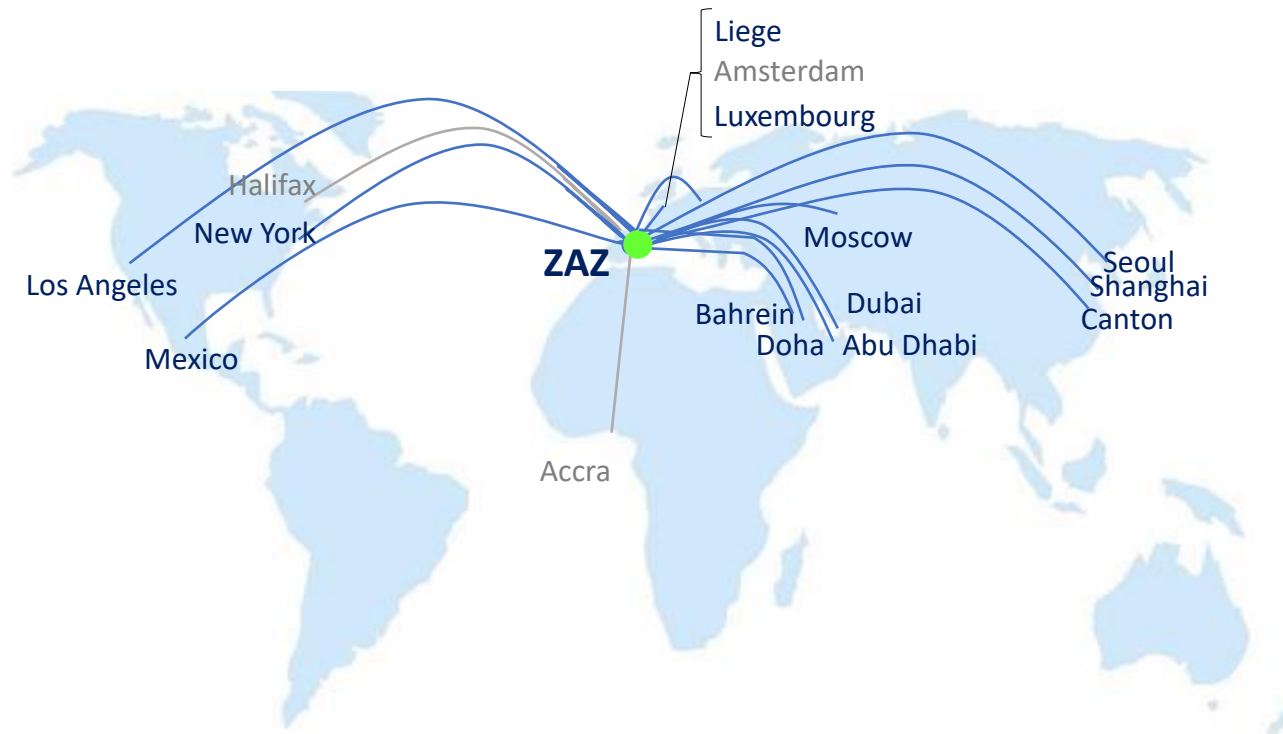 Liege
Amsterdam
Luxembourg
Halifax
New York
Los Angeles
Mexico
ZAZ
Accra
Moscow
Bahrein
Doha
Dubai
Abu Dhabi
Seoul
Shanghai
Canton